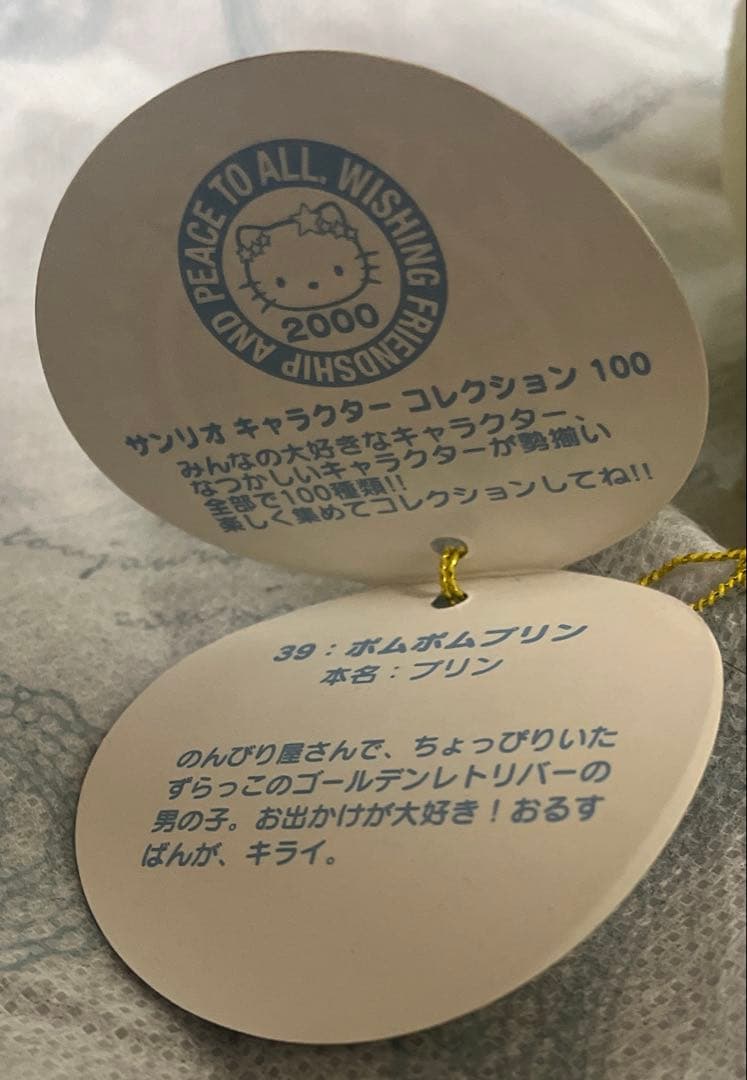 PEACE TO ALL. WISHING FRIENDSHIP AND
2000
サンリオ キャラクター コレクション 100
みんなの大好きなキャラクター、
なつかしいキャラクターが勢揃い
全部で100種類!!
楽しく集めてコレクションしてね!!
39:ポムポムプリン
本名:プリン
のんびり屋さんで、ちょっぴりいた
ずらっこのゴールデンレトリバーの
男の子。お出かけが大好き!おるす
ばんが、キライ。